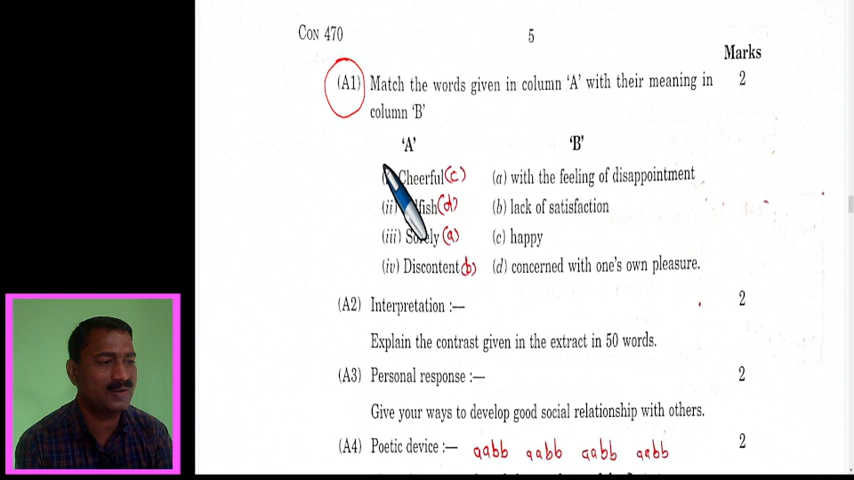 CON 470 5
Marks
(A1) Match the words given in column 'A' with their meaning in 2
column 'B'
'A' 'B'
Cheerful (c) (a) with the feeling of disappointment
(ii) (d) (b) lack of satisfaction
(iii) (a) (c) happy
(iv) Discontent (b) (d) concerned with one's own pleasure.
(A2) Interpretation :— 2
Explain the contrast given in the extract in 50 words.
(A3) Personal response :— 2
Give your ways to develop good social relationship with others.
(A4) Poetic device :— aabb aabb aabb aabb 2